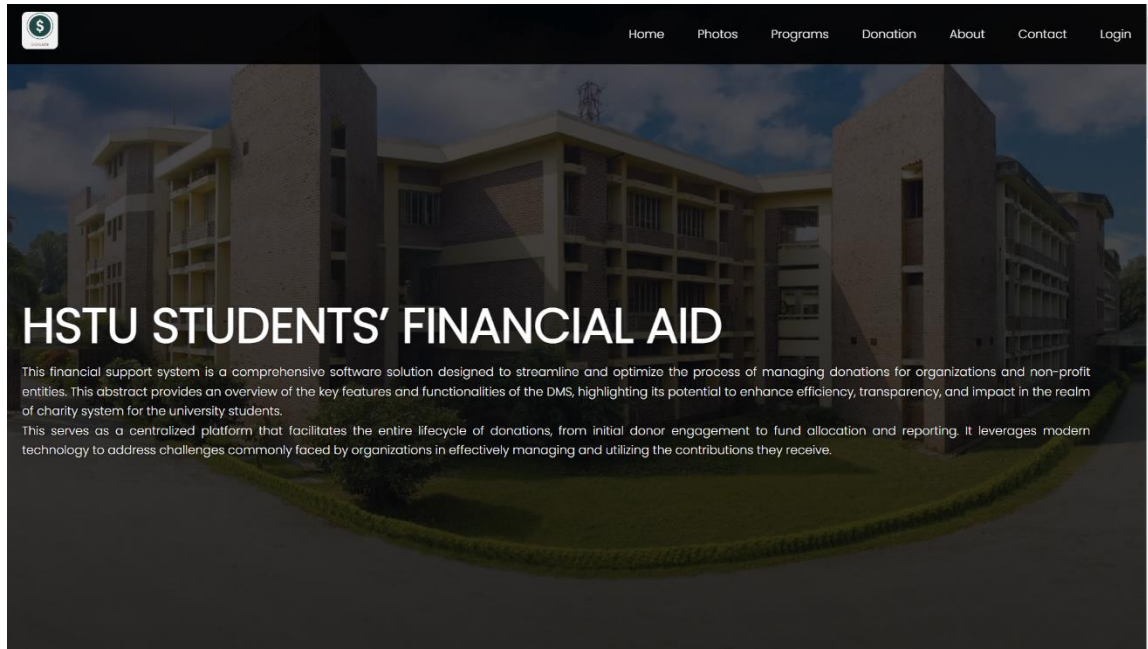 $
Home Photos Programs Donation About Contact Login
HSTU STUDENTS’ FINANCIAL AID
This financial support system is a comprehensive software solution designed to streamline and optimize the process of managing donations for organizations and non-profit
entities. This abstract provides an overview of the key features and functionalities of the DMS, highlighting its potential to enhance efficiency, transparency, and impact in the realm
of charity system for the university students.
This serves as a centralized platform that facilitates the entire lifecycle of donations, from initial donor engagement to fund allocation and reporting. It leverages modern
technology to address challenges commonly faced by organizations in effectively managing and utilizing the contributions they receive.